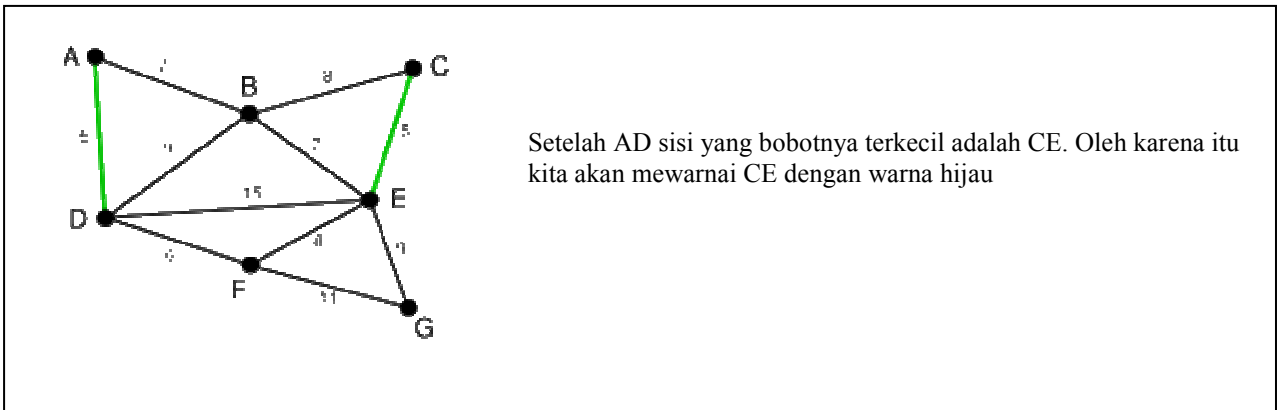 A
B
8
C
5
Setelah AD sisi yang bobotnya terkecil adalah CE. Oleh karena itu
kita akan mewarnai CE dengan warna hijau
7
15
E
D
F
11
G